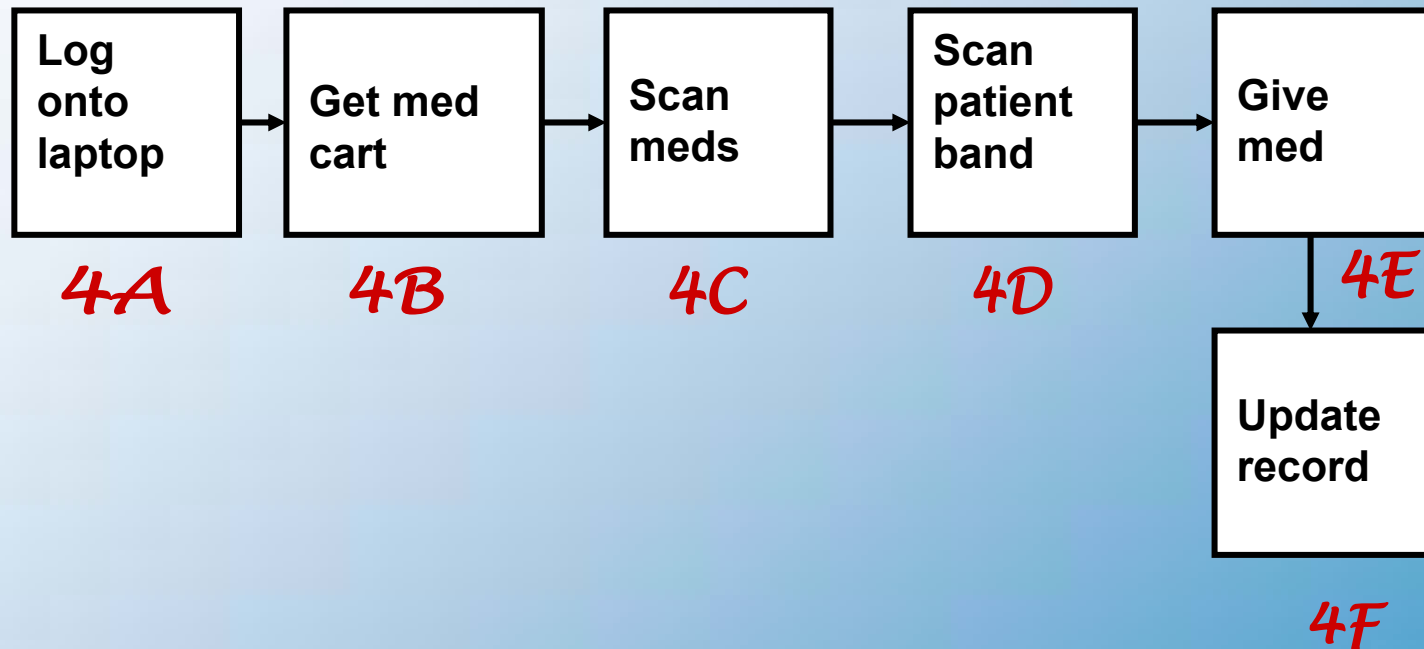 Log
onto
laptop
Get med
cart
Scan
meds
Scan
patient
band
Give
med
4A
4B
4C
4D
4E
Update
record
4F